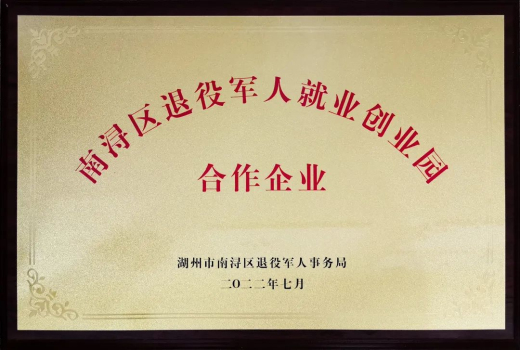 南浔区退役军人就业创业园
合作企业
湖州市南浔区退役军人事务局
二〇二二年七月